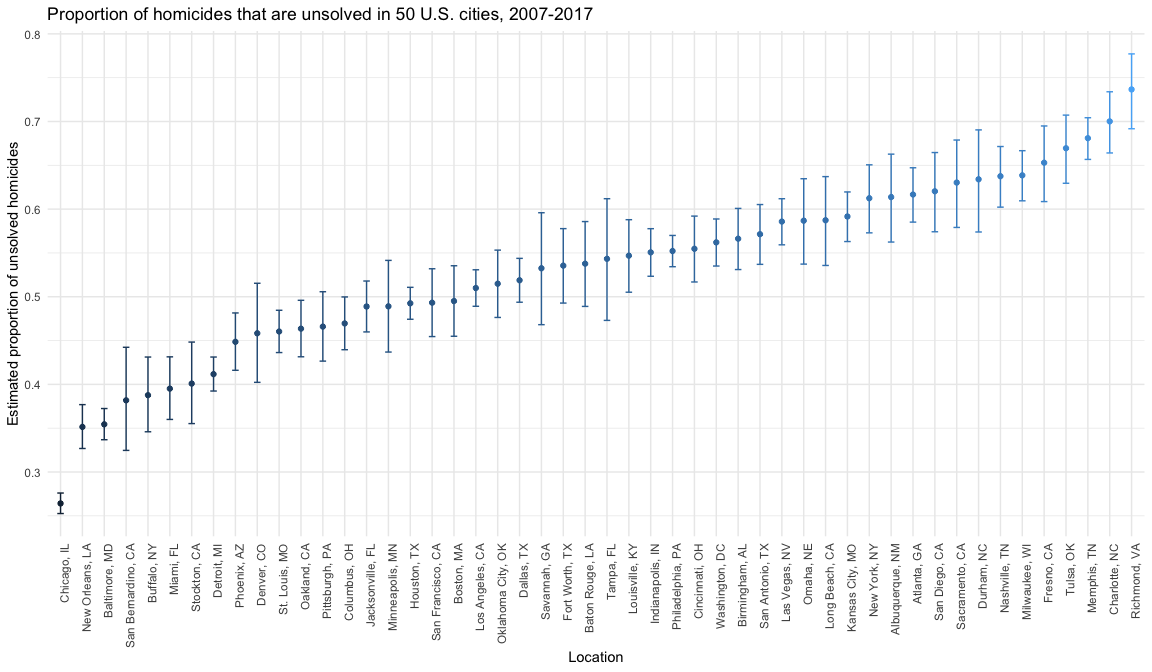 Proportion of homicides that are unsolved in 50 U.S. cities, 2007-2017
Estimated proportion of unsolved homicides
0.8
0.7
0.6
0.5
0.4
0.3
Chicago, IL
New Orleans, LA
Baltimore, MD
San Bernardino, CA
Buffalo, NY
Miami, FL
Stockton, CA
Detroit, MI
Phoenix, AZ
Denver, CO
St. Louis, MO
Oakland, CA
Pittsburgh, PA
Columbus, OH
Jacksonville, FL
Minneapolis, MN
Houston, TX
San Francisco, CA
Boston, MA
Los Angeles, CA
Oklahoma City, OK
Dallas, TX
Savannah, GA
Fort Worth, TX
Baton Rouge, LA
Tampa, FL
Louisville, KY
Indianapolis, IN
Philadelphia, PA
Cincinnati, OH
Washington, DC
Birmingham, AL
San Antonio, TX
Las Vegas, NV
Omaha, NE
Long Beach, CA
Kansas City, MO
New York, NY
Albuquerque, NM
Atlanta, GA
San Diego, CA
Sacramento, CA
Durham, NC
Nashville, TN
Milwaukee, WI
Fresno, CA
Tulsa, OK
Memphis, TN
Charlotte, NC
Richmond, VA
Location